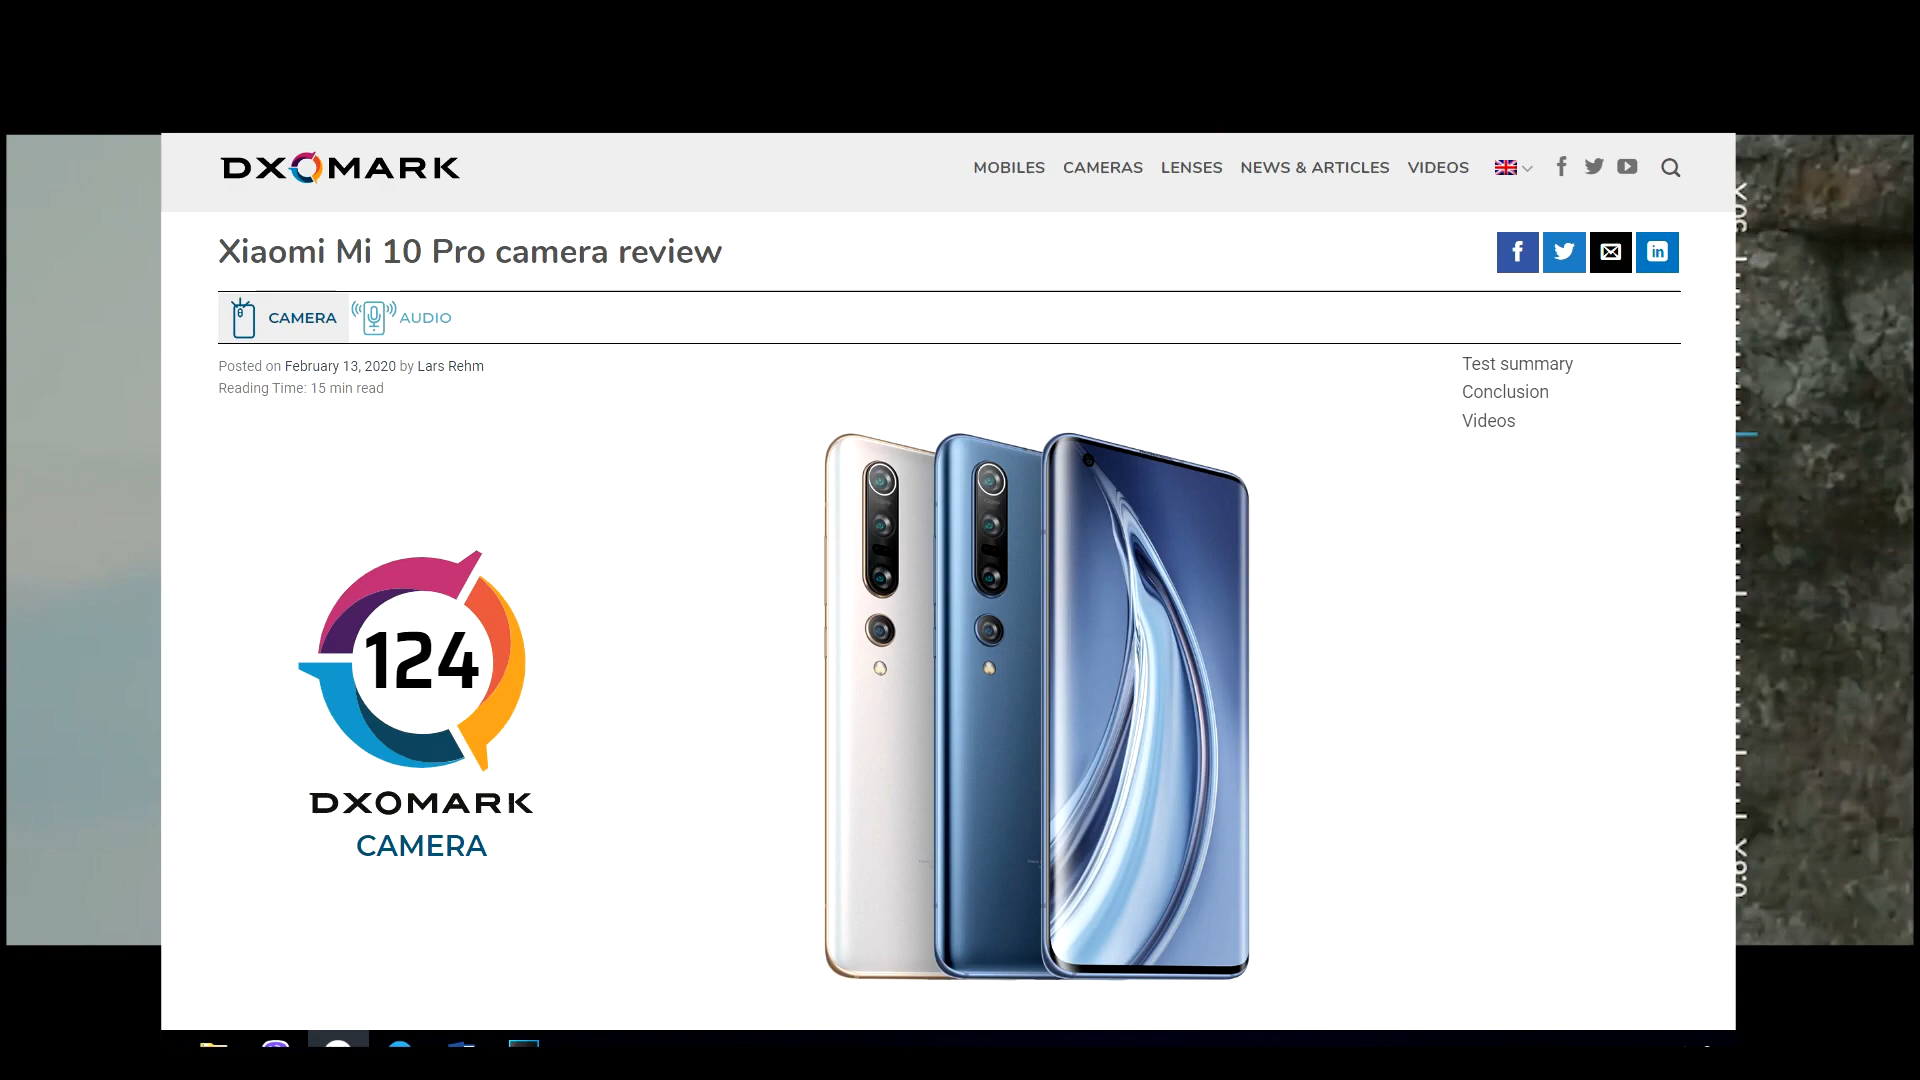 DXOMARK
MOBILES CAMERAS LENSES NEWS & ARTICLES VIDEOS
Xiaomi Mi 10 Pro camera review
CAMERA AUDIO
Posted on February 13, 2020 by Lars Rehm
Reading Time: 15 min read
Test summary
Conclusion
Videos
124
DXOMARK
CAMERA